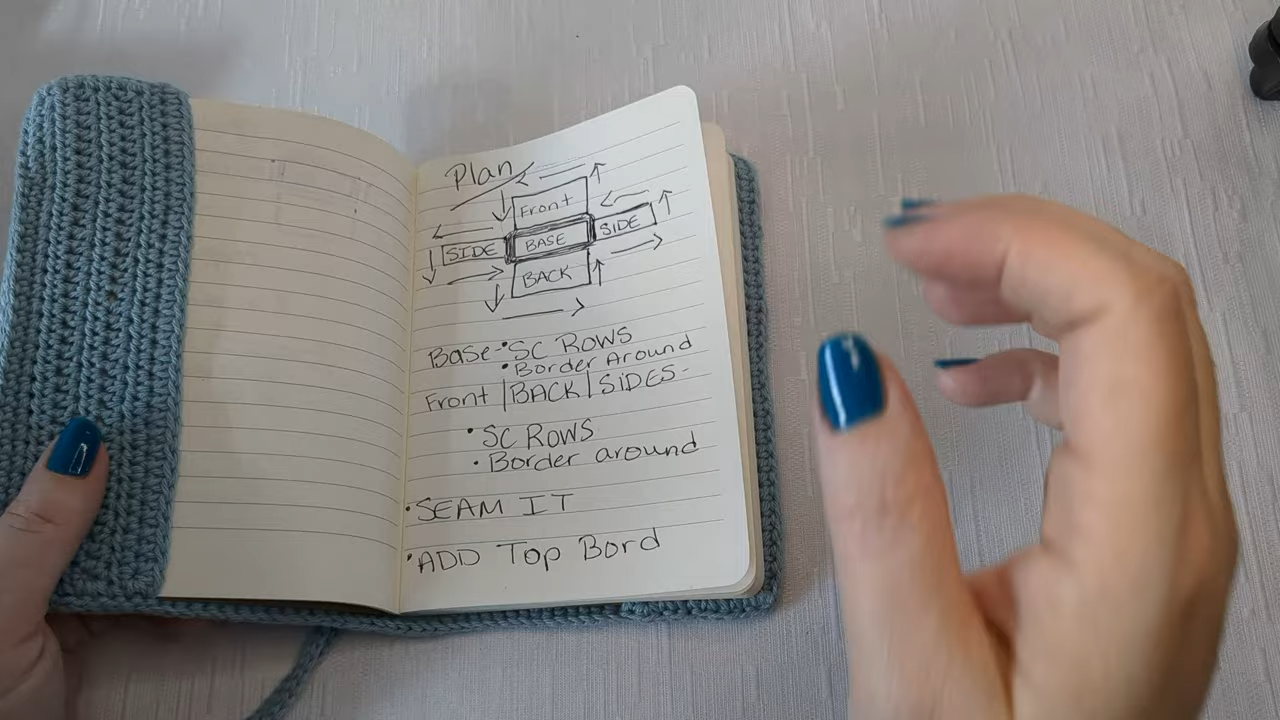 Plan
Front
SIDE BASE SIDE
BACK
Base-•SC ROWS
•Border Around
Front |BACK| SIDES-
•SC ROWS
•Border around
•SEAM IT
•ADD Top Bord